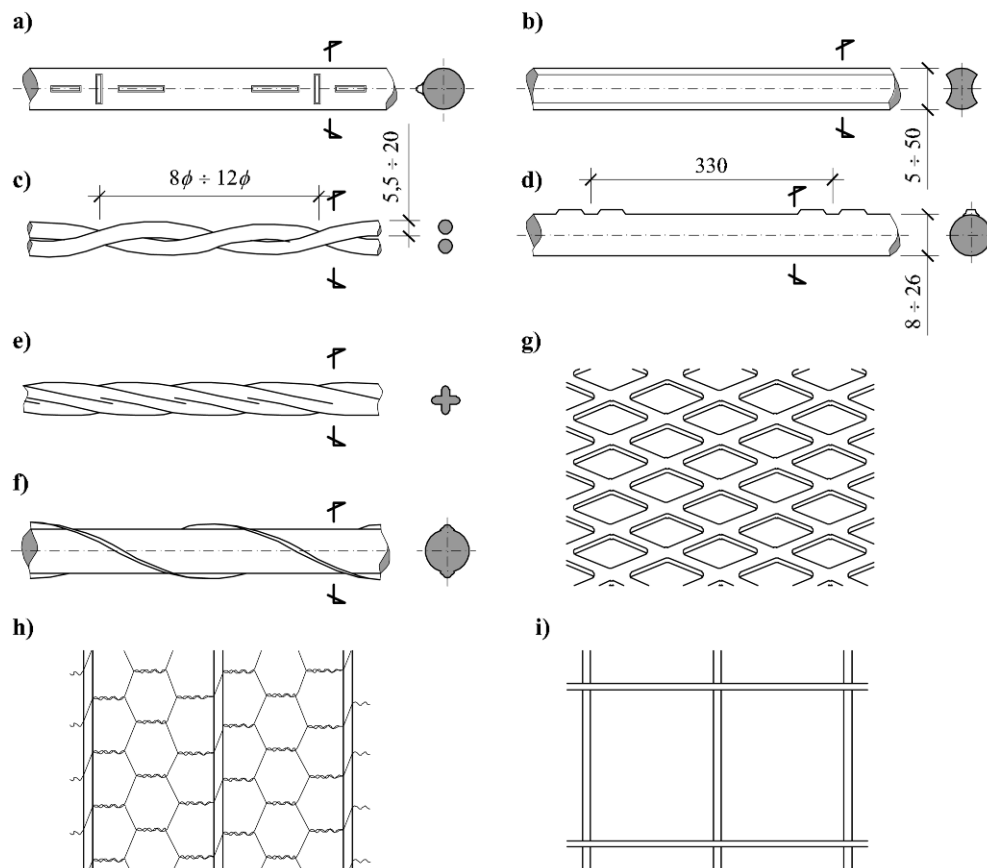 a)
b)
c)
8ϕ ÷ 12ϕ
5,5 ÷ 20
d)
330
5 ÷ 50
8 ÷ 26
e)
g)
f)
h)
i)